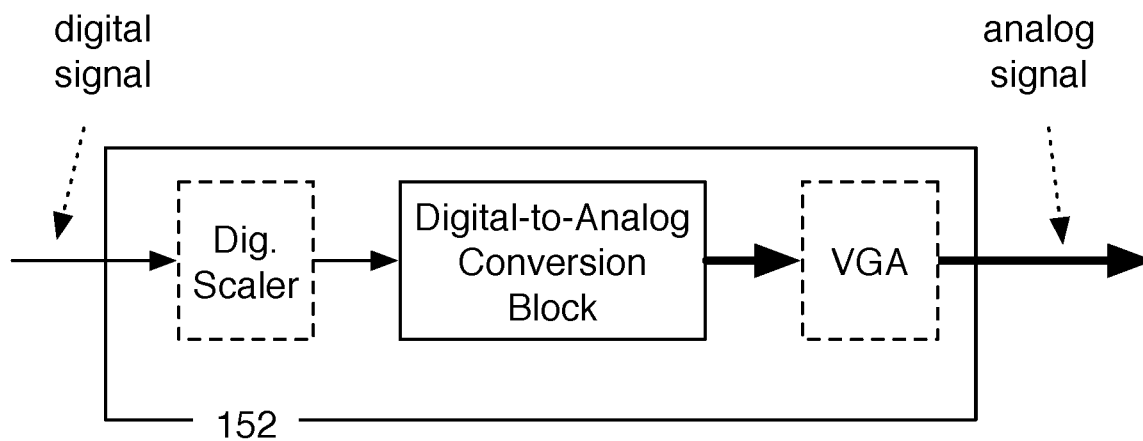 digital
signal
analog
signal
Dig.
Scaler
Digital-to-Analog
Conversion
Block
VGA
152